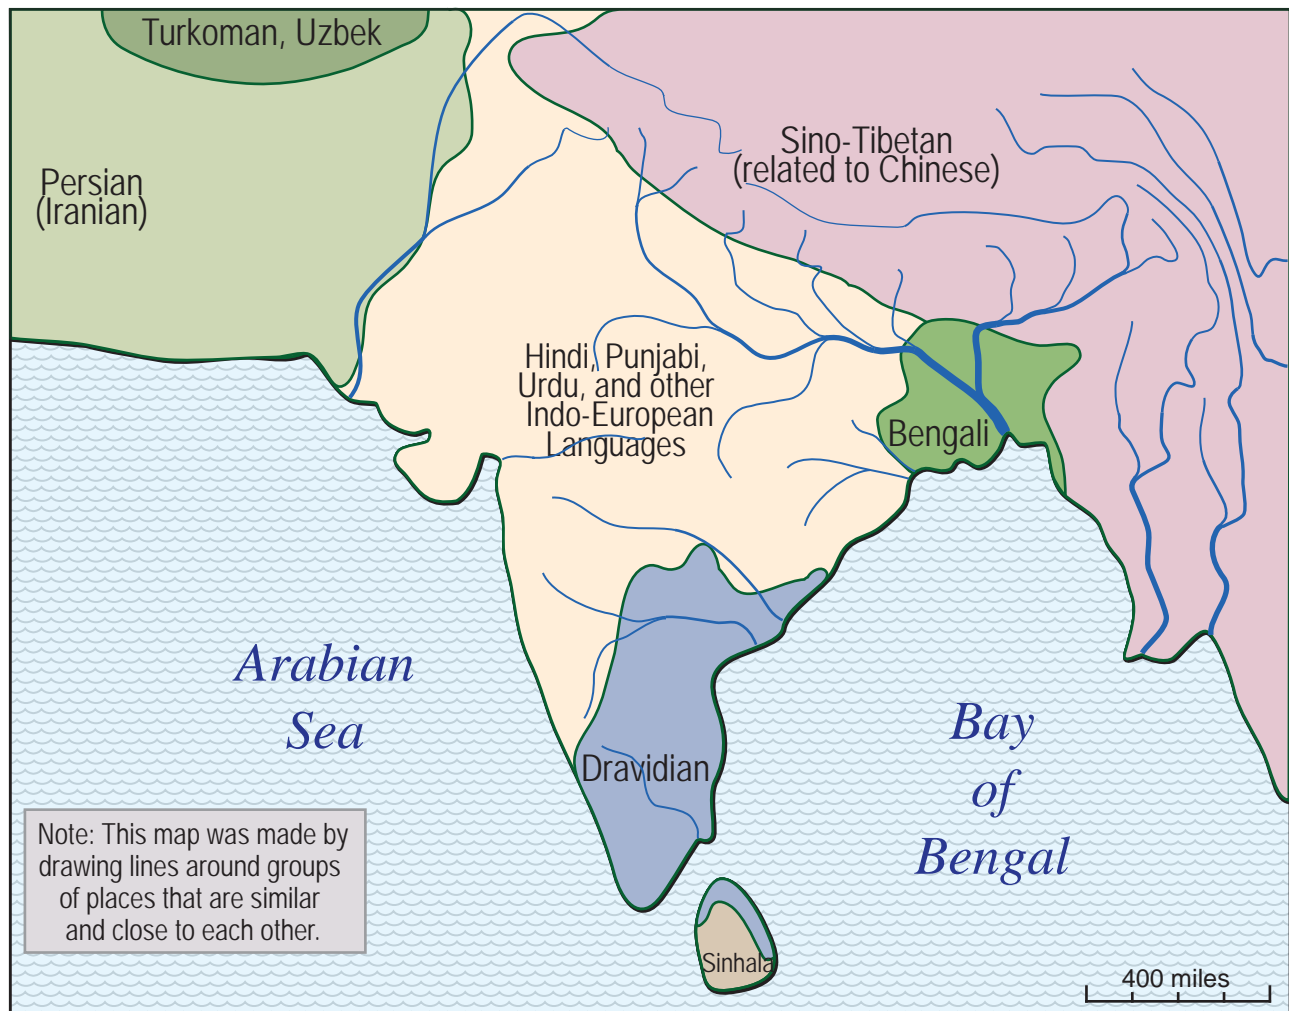 Turkoman, Uzbek
Sino-Tibetan
(related to Chinese)
Persian
(Iranian)
Hindi, Punjabi,
Urdu, and other
Indo-European
Languages
Bengali
Arabian
Sea
Bay
of
Bengal
Dravidian
Note: This map was made by
drawing lines around groups
of places that are similar
and close to each other.
Sinhala
400 miles